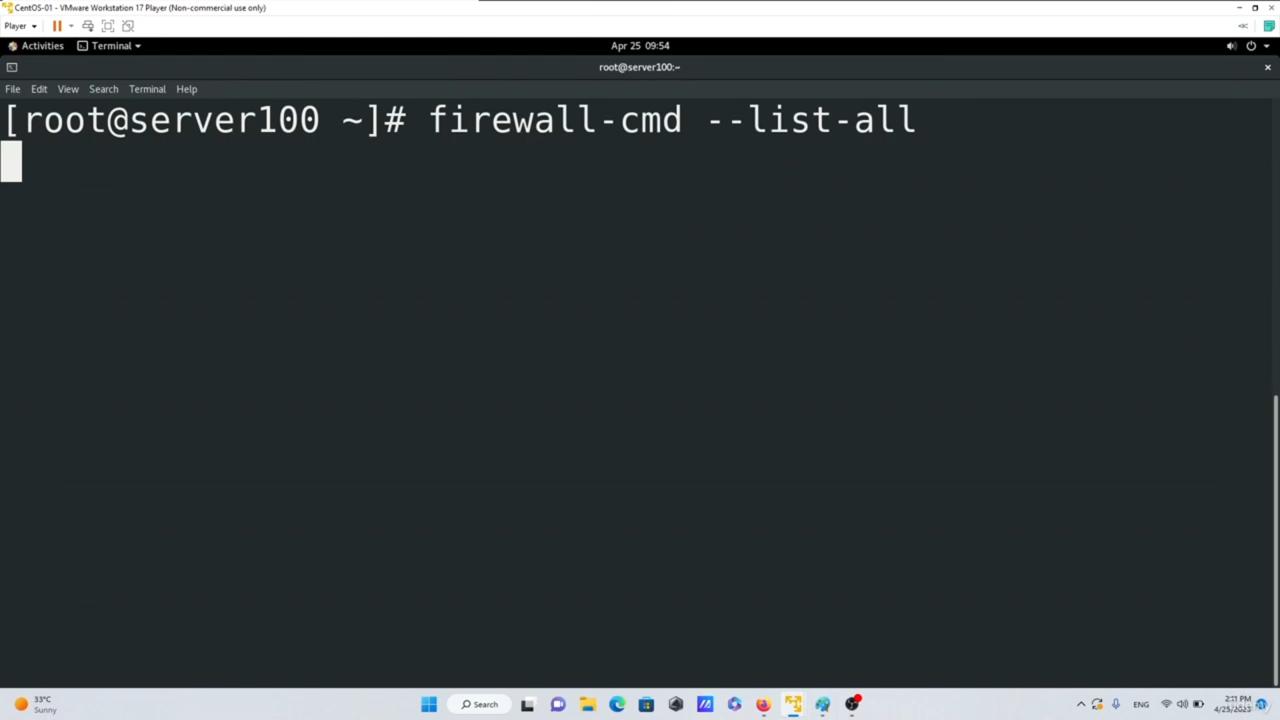 CentOS-01 - VMware Workstation 17 Player (Non-commercial use only)
Player
Activities
Terminal
Apr 25 09:54
root@server100:~
File Edit View Search Terminal Help
[root@server100 ~]# firewall-cmd --list-all
33°C
Sunny
Search
ENG
2:11 PM
4/25/2023